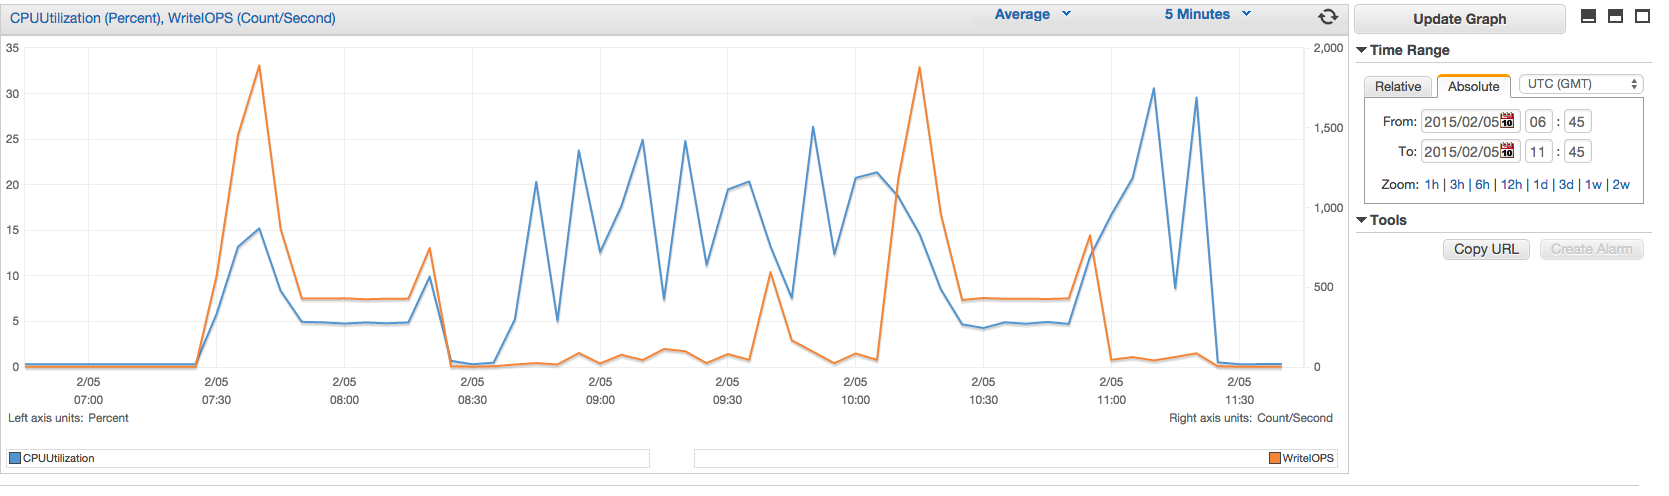 CPUUtilization (Percent), WriteIOPS (Count/Second)
Average
5 Minutes
35
30
25
20
15
10
5
0
2,000
1,500
1,000
500
0
2/05 2/05 2/05 2/05 2/05 2/05 2/05 2/05 2/05 2/05
07:00 07:30 08:00 08:30 09:00 09:30 10:00 10:30 11:00 11:30
Left axis units: Percent
Right axis units: Count/Second
CPUUtilization
WriteIOPS
Update Graph
Time Range
Relative
Absolute
UTC (GMT)
From: 2015/02/05 10 06 : 45
To: 2015/02/05 10 11 : 45
Zoom: 1h | 3h | 6h | 12h | 1d | 3d | 1w | 2w
Tools
Copy URL
Create Alarm